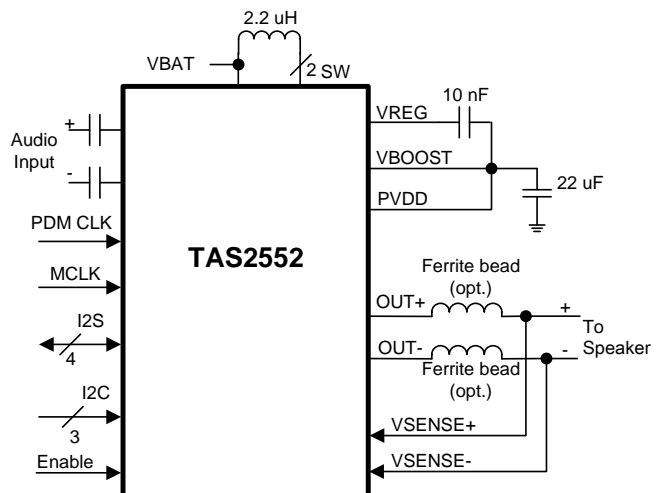 2.2 uH
VBAT
2 SW
10 nF
VREG
+
Audio
Input
-
VBOOST
22 uF
PVDD
PDM CLK
TAS2552
MCLK
Ferrite bead
(opt.)
OUT+
+
I2S
4
To
Speaker
OUT-
-
Ferrite bead
(opt.)
I2C
3
VSENSE+
Enable
VSENSE-